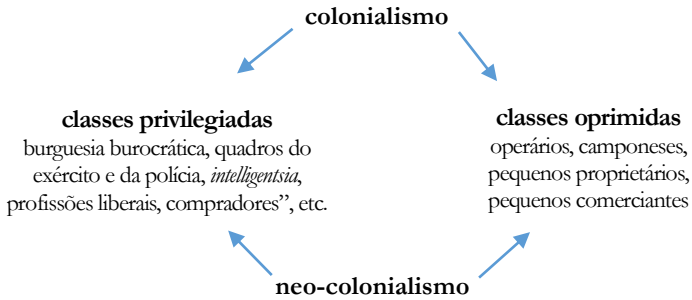 colonialismo
classes privilegiadas
burguesia burocrática, quadros do
exército e da polícia, intelligentsia,
profissões liberais, compradores”, etc.
classes oprimidas
operários, camponeses,
pequenos proprietários,
pequenos comerciantes
neo-colonialismo